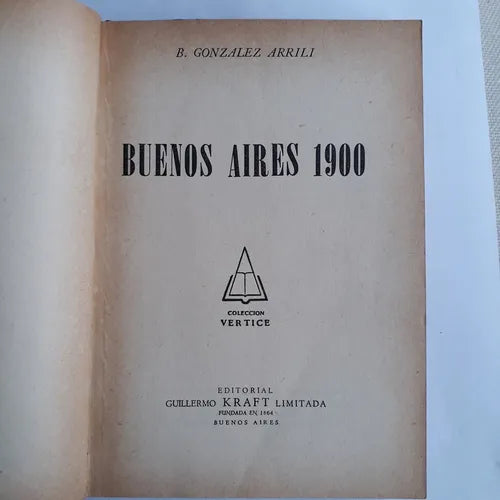 B. GONZALEZ ARRILI
BUENOS AIRES 1900
COLECCION
VERTICE
EDITORIAL
GUILLERMO KRAFT LIMITADA
FUNDADA EN 1864
BUENOS AIRES